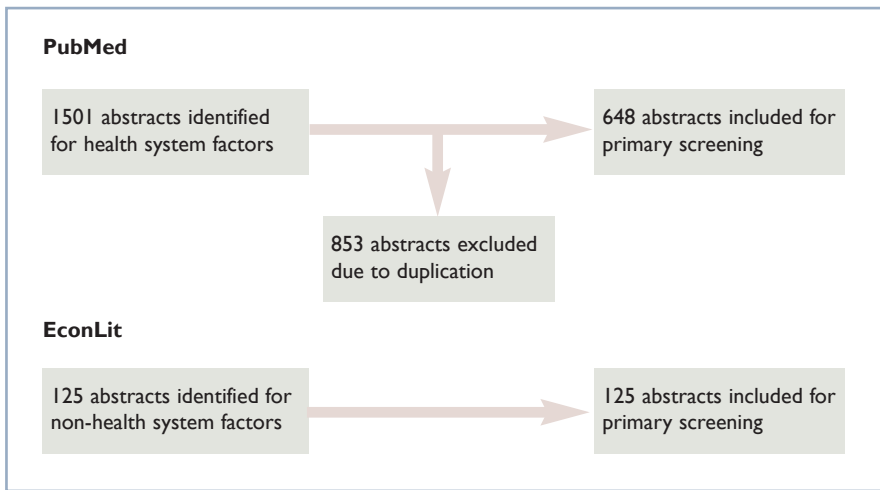 PubMed
1501 abstracts identified
for health system factors
648 abstracts included for
primary screening
853 abstracts excluded
due to duplication
EconLit
125 abstracts identified for
non-health system factors
125 abstracts included for
primary screening